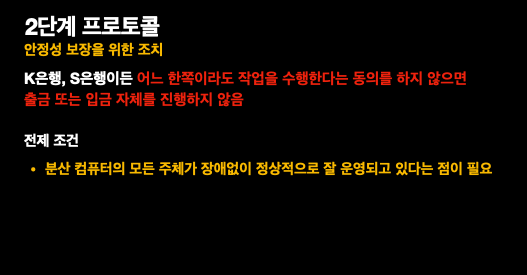 2단계 프로토콜
안정성 보장을 위한 조치
K은행, S은행이든 어느 한쪽이라도 작업을 수행한다는 동의를 하지 않으면
출금 또는 입금 자체를 진행하지 않음
전제 조건
• 분산 컴퓨터의 모든 주체가 장애없이 정상적으로 잘 운영되고 있다는 점이 필요